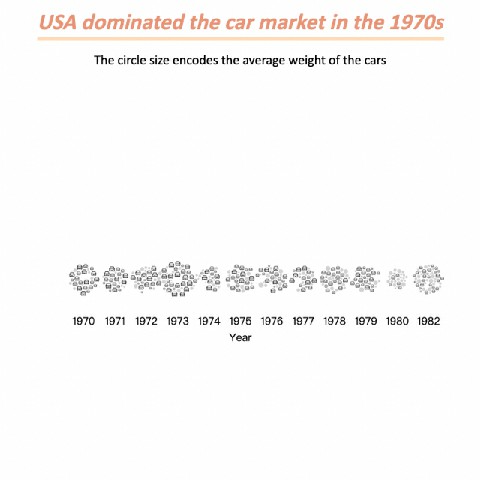 USA dominated the car market in the 1970s
The circle size encodes the average weight of the cars
1970 1971 1972 1973 1974 1975 1976 1977 1978 1979 1980 1982
Year